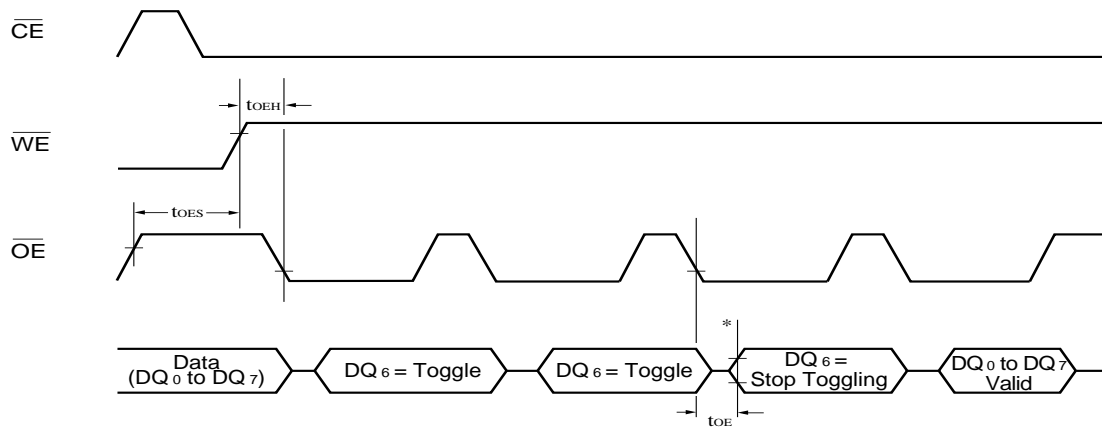 CE
tOEH
WE
tOES
OE
*
Data
(DQ0 to DQ7)
DQ6 = Toggle
DQ6 = Toggle
DQ6 =
Stop Toggling
DQ0 to DQ7
Valid
tOE